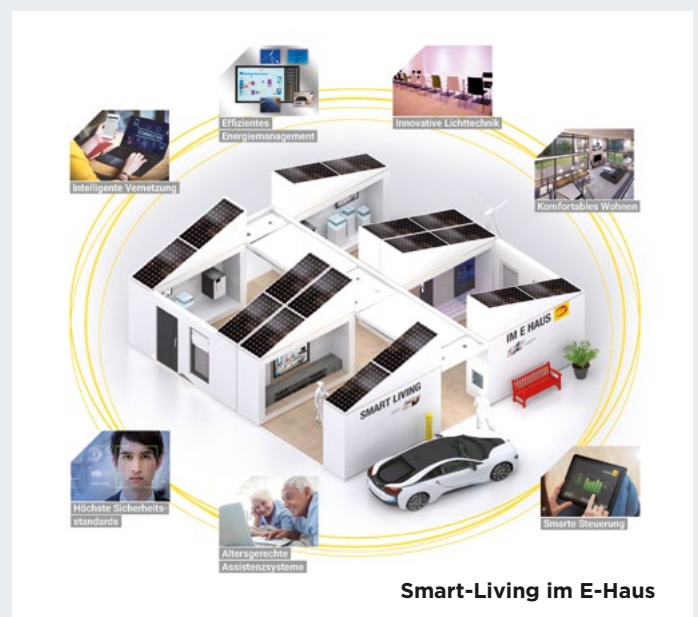 Effizientes
Energiemanagement
Innovative Lichttechnik
Intelligente Vernetzung
Komfortables Wohnen
IM E HAUS
SMART LIVING
Höchste Sicherheits-
standards
Altersgerechte
Assistenzsysteme
Smarte Steuerung
Smart-Living im E-Haus